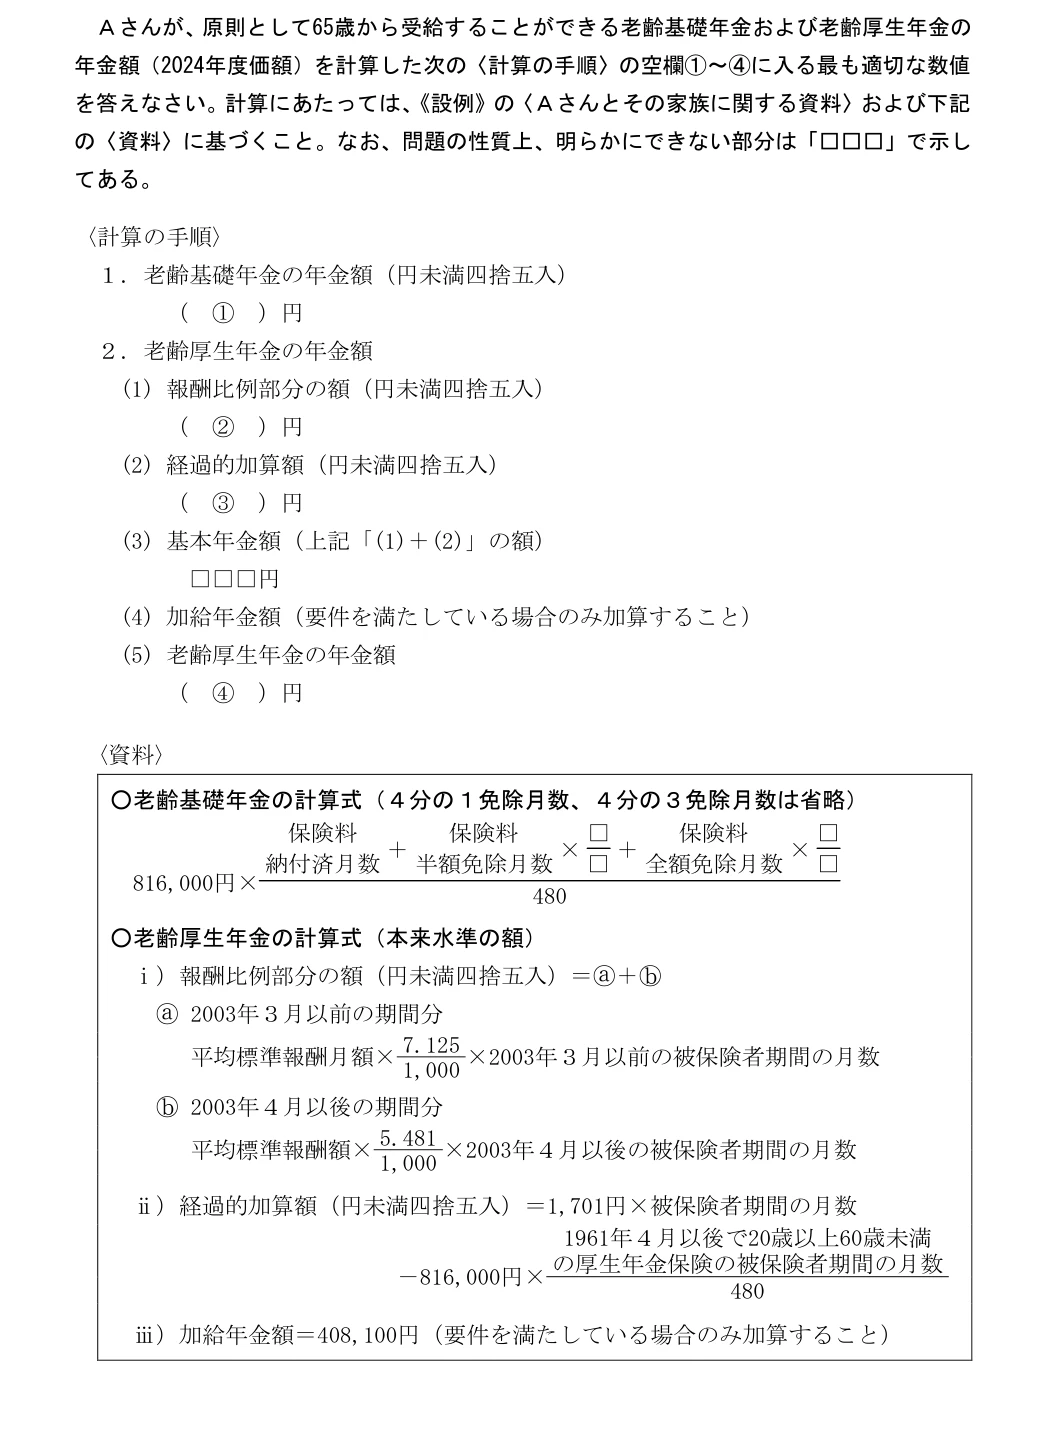 Aさんが、原則として65歳から受給することができる老齢基礎年金および老齢厚生年金の
年金額（2024年度価額）を計算した次の〈計算の手順〉の空欄①～④に入る最も適切な数値
を答えなさい。計算にあたっては、《設例》の〈Aさんとその家族に関する資料〉および下記
の〈資料〉に基づくこと。なお、問題の性質上、明らかにできない部分は「□□□」で示し
てある。
〈計算の手順〉
１．老齢基礎年金の年金額（円未満四捨五入）
（ ① ）円
２．老齢厚生年金の年金額
(1) 報酬比例部分の額（円未満四捨五入）
（ ② ）円
(2) 経過的加算額（円未満四捨五入）
（ ③ ）円
(3) 基本年金額（上記「(1)＋(2)」の額）
□□□円
(4) 加給年金額（要件を満たしている場合のみ加算すること）
(5) 老齢厚生年金の年金額
（ ④ ）円
〈資料〉
○老齢基礎年金の計算式（４分の１免除月数、４分の３免除月数は省略）
保険料 保険料 □ 保険料 □
納付済月数 ＋ 半額免除月数 × □ ＋ 全額免除月数 × □
816,000円×
480
○老齢厚生年金の計算式（本来水準の額）
ⅰ）報酬比例部分の額（円未満四捨五入）＝ⓐ＋ⓑ
ⓐ 2003年３月以前の期間分
平均標準報酬月額×7.125/1,000×2003年３月以前の被保険者期間の月数
ⓑ 2003年４月以後の期間分
平均標準報酬額×5.481/1,000×2003年４月以後の被保険者期間の月数
ⅱ）経過的加算額（円未満四捨五入）＝1,701円×被保険者期間の月数
1961年４月以後で20歳以上60歳未満
の厚生年金保険の被保険者期間の月数
－816,000円×
480
ⅲ）加給年金額＝408,100円（要件を満たしている場合のみ加算すること）